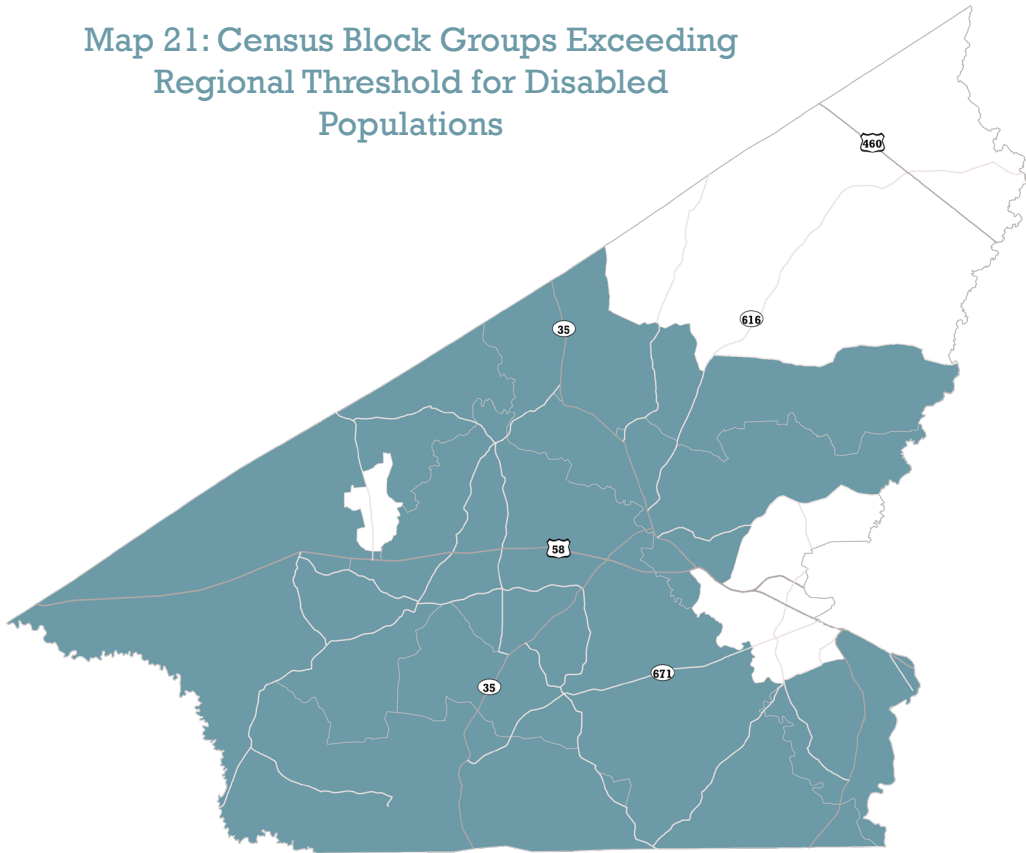 Map 21: Census Block Groups Exceeding
Regional Threshold for Disabled
Populations
460
616
35
58
671
35